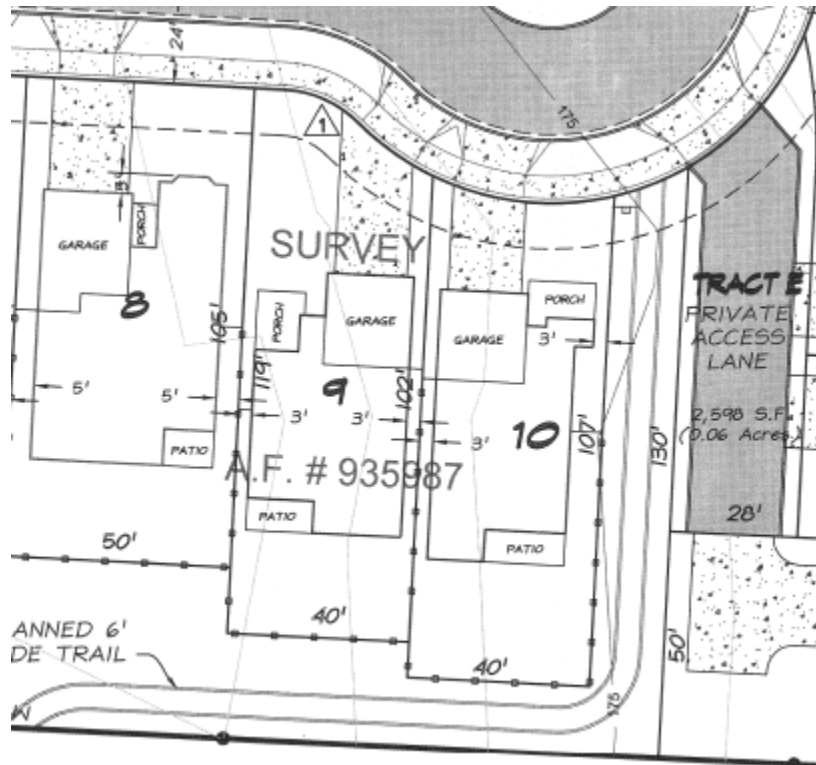 24'
175
1
5'
GARAGE
PORCH
SURVEY
8
105'
PORCH
GARAGE
GARAGE
PORCH
3'
TRACT E
PRIVATE
ACCESS
LANE
2,598 S.F.
(0.06 Acres)
5'
5'
119'
9
3'
3'
102'
3'
10
107'
130'
PATIO
A.F. # 935987
PATIO
PATIO
28'
50'
40'
40'
50'
ANNED 6'
DE TRAIL
175